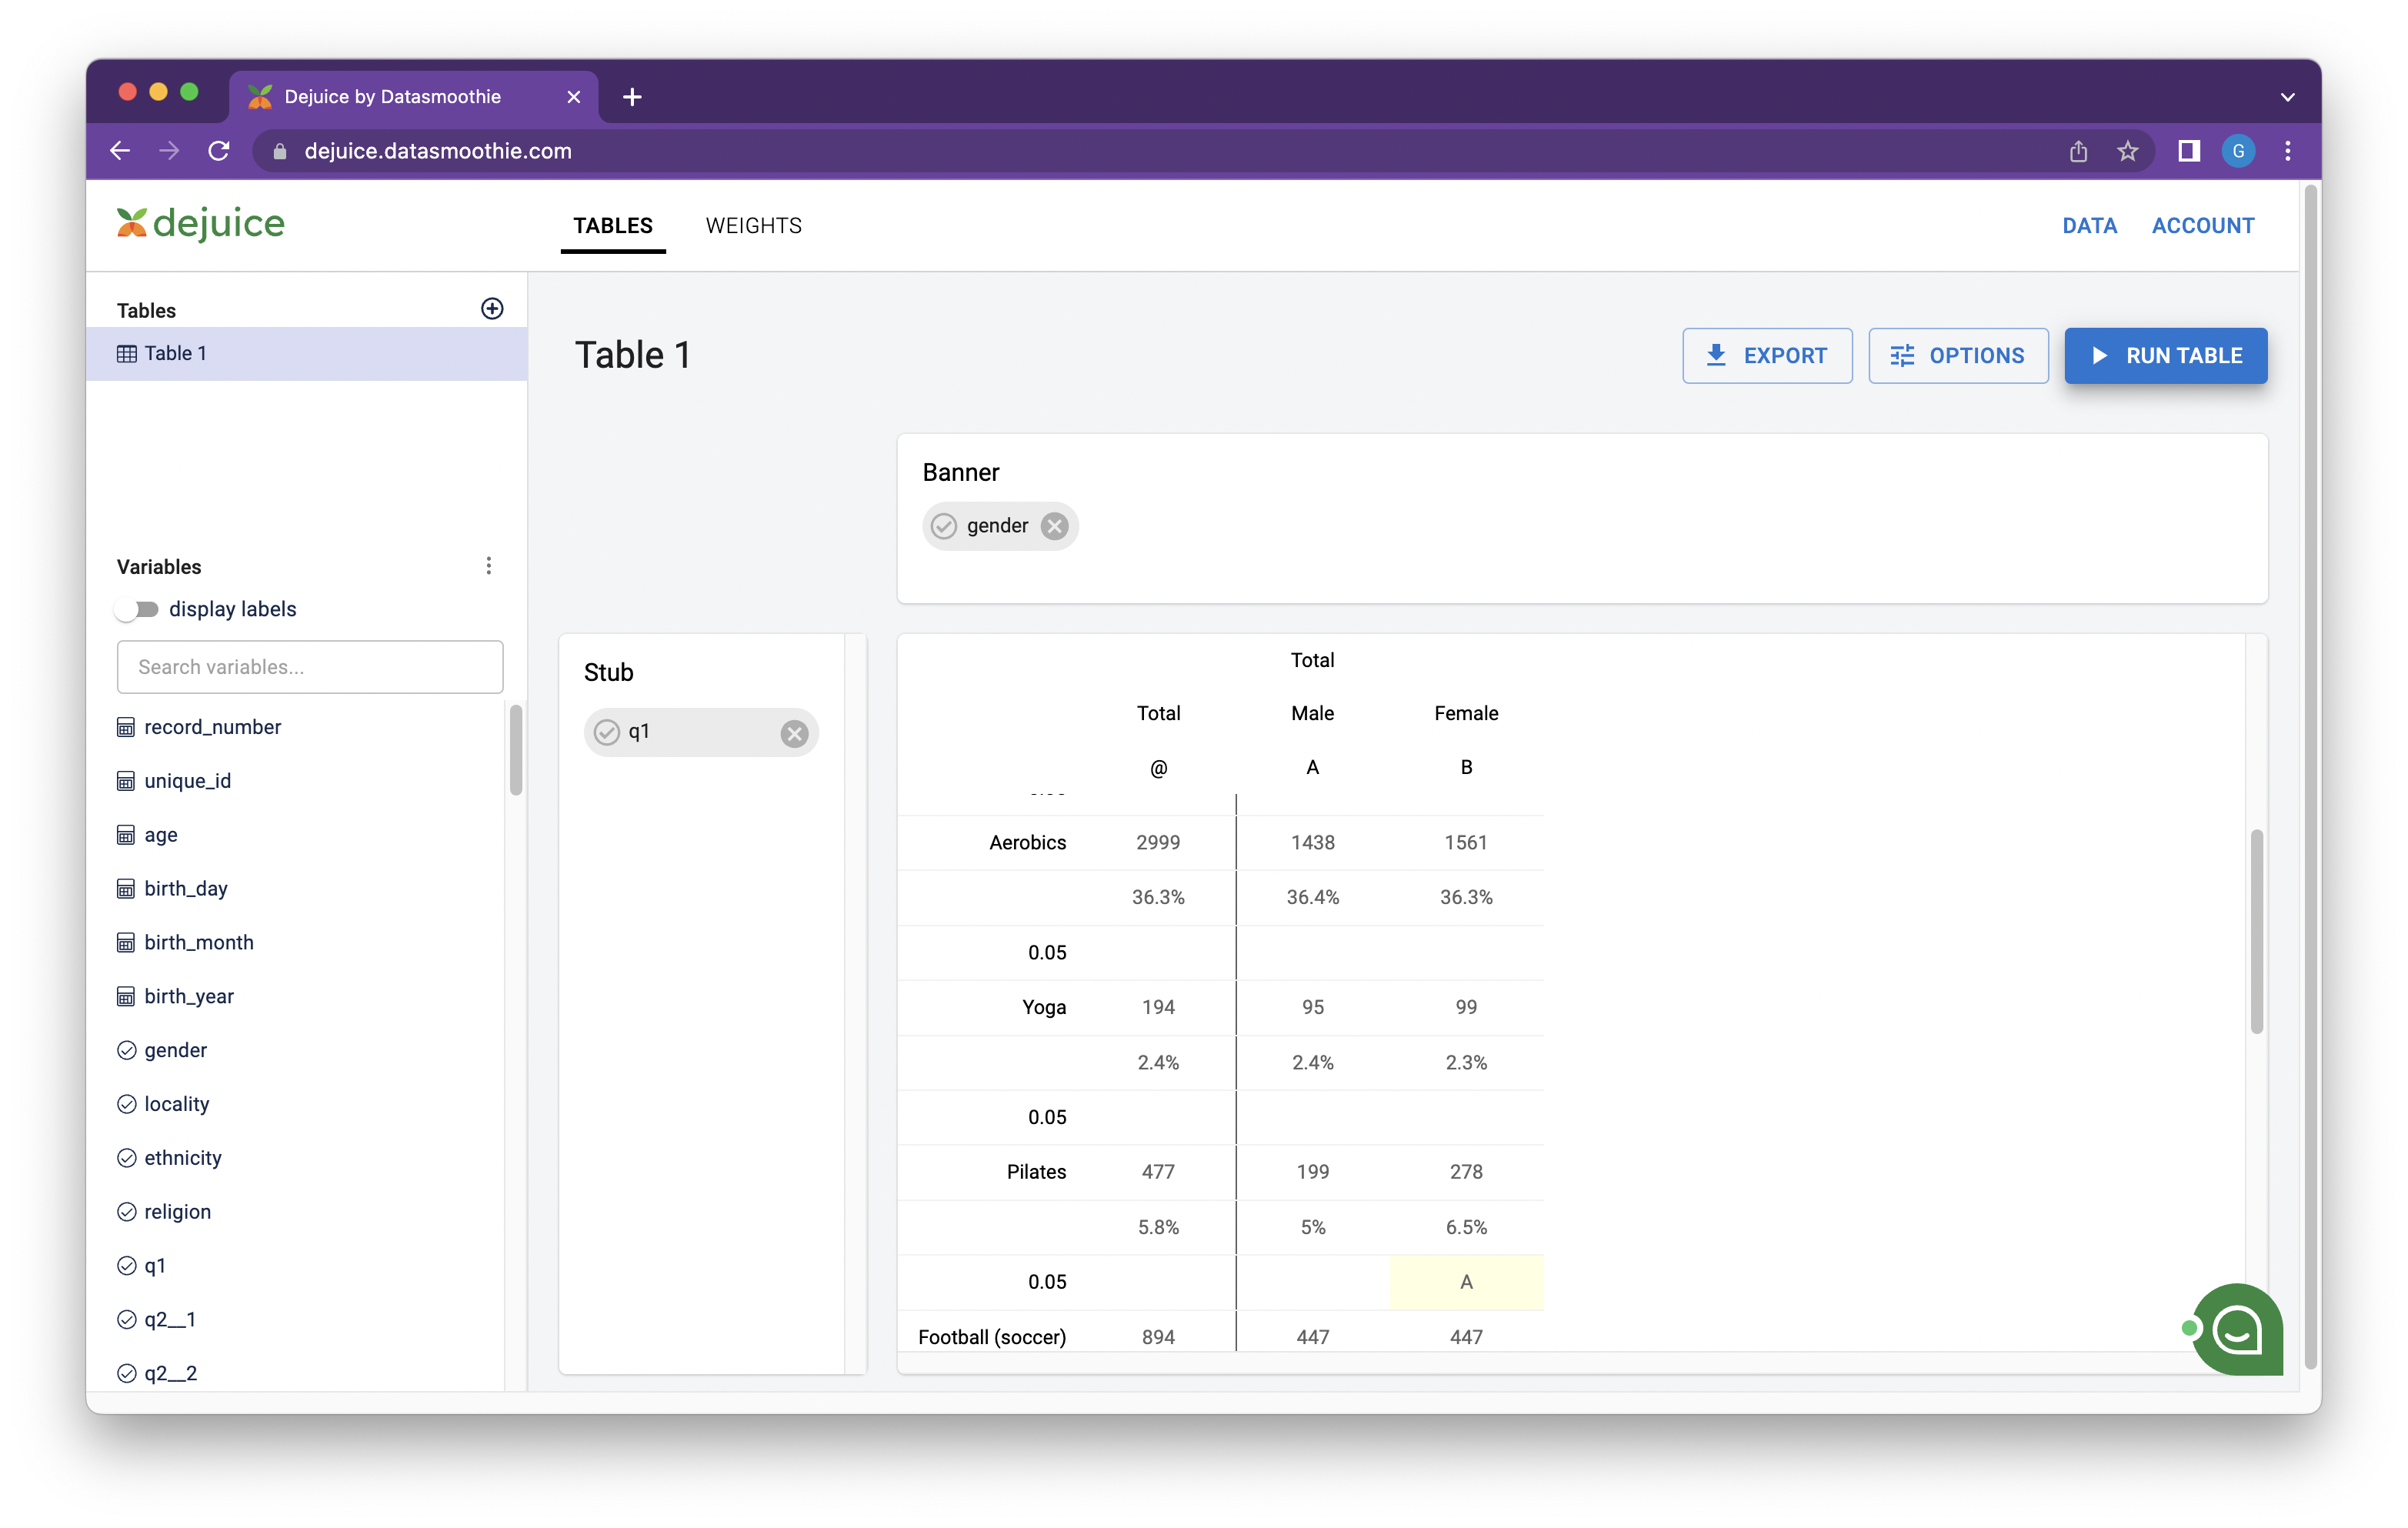 Dejuice by Datasmoothie
dejuice.datasmoothie.com
G
dejuice
TABLES
WEIGHTS
DATA
ACCOUNT
Tables
Table 1
Table 1
EXPORT
OPTIONS
RUN TABLE
Banner
gender
Variables
display labels
Search variables...
record_number
unique_id
age
birth_day
birth_month
birth_year
gender
locality
ethnicity
religion
q1
q2__1
q2__2
Stub
q1
Total
Total Male Female
@ A B
Aerobics 2999 1438 1561
36.3% 36.4% 36.3%
0.05
Yoga 194 95 99
2.4% 2.4% 2.3%
0.05
Pilates 477 199 278
5.8% 5% 6.5%
0.05 A
Football (soccer) 894 447 447